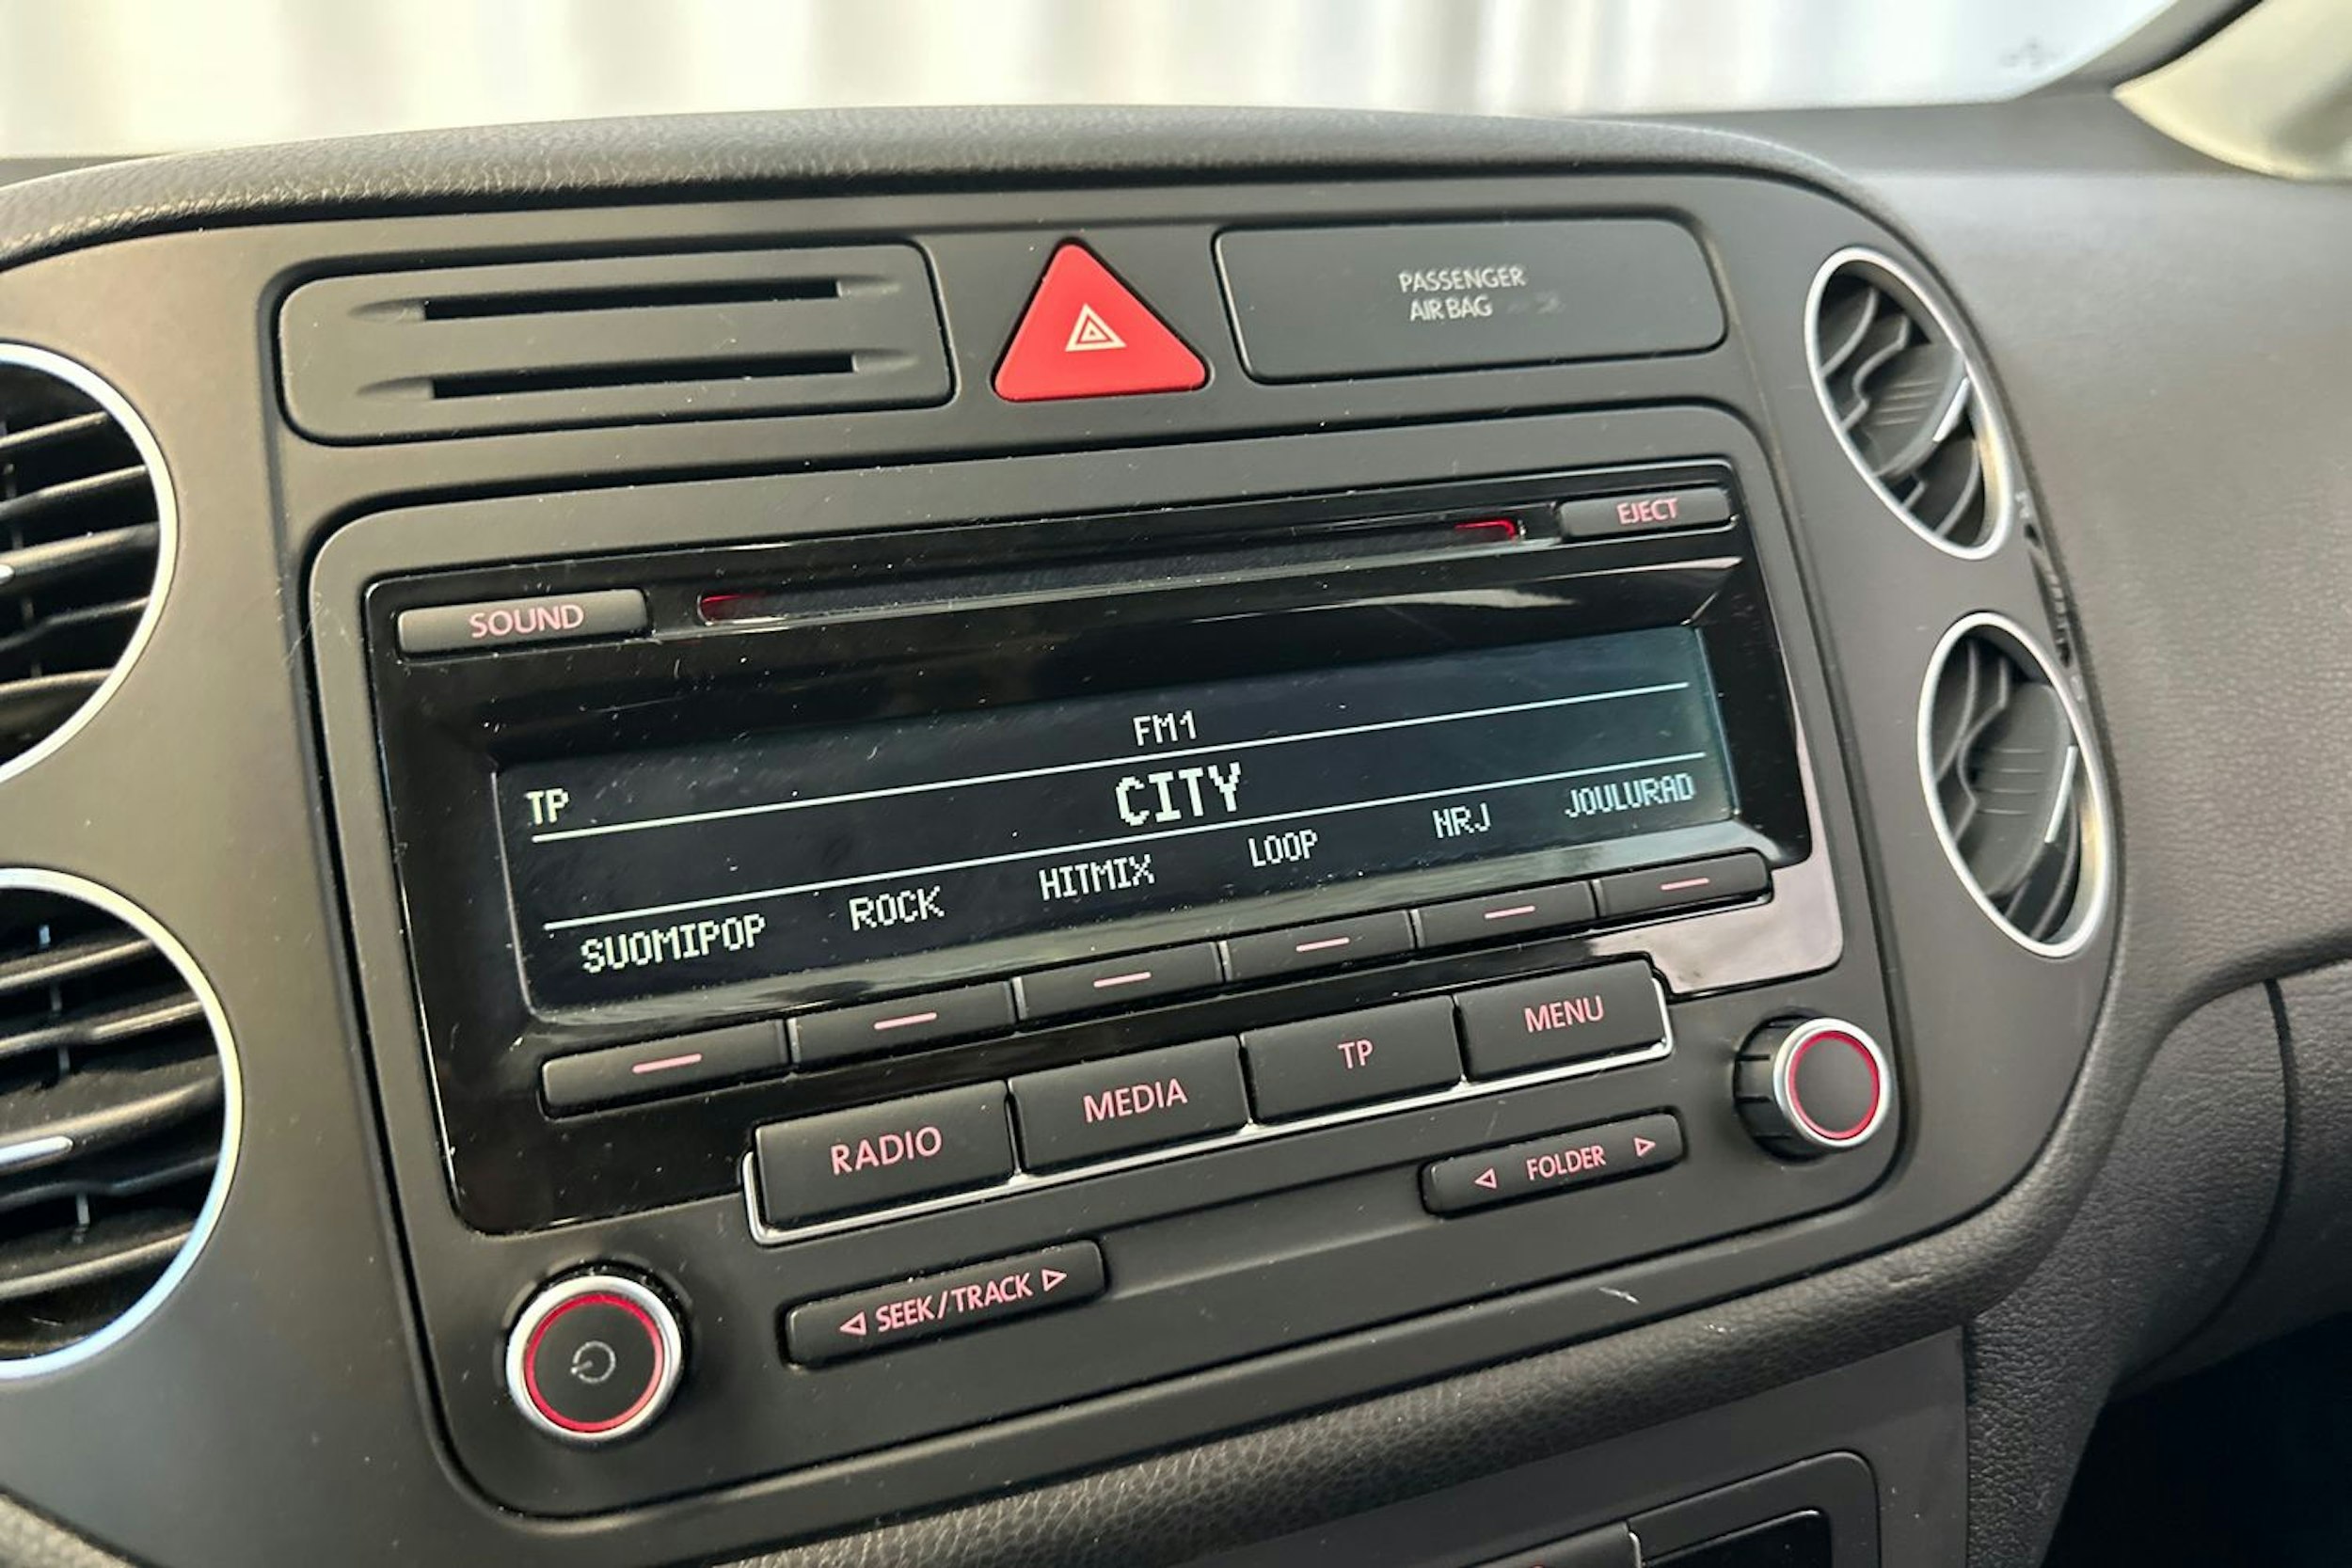 PASSENGER
AIR BAG
EJECT
SOUND
FM1
TP
CITY
SUOMIPOP ROCK HITMIX LOOP NRJ JOULURAD
RADIO MEDIA TP MENU
SEEK/TRACK FOLDER